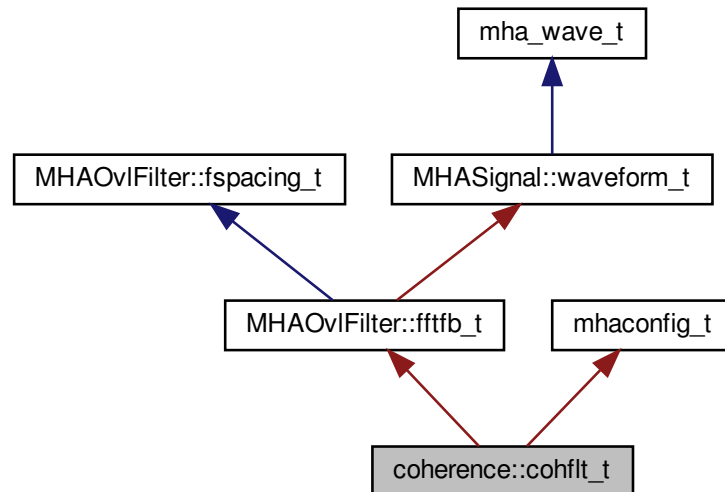 mha_wave_t
MHAOvlFilter::fspacing_t
MHASignal::waveform_t
MHAOvlFilter::fftfb_t
mhaconfig_t
coherence::cohflt_t